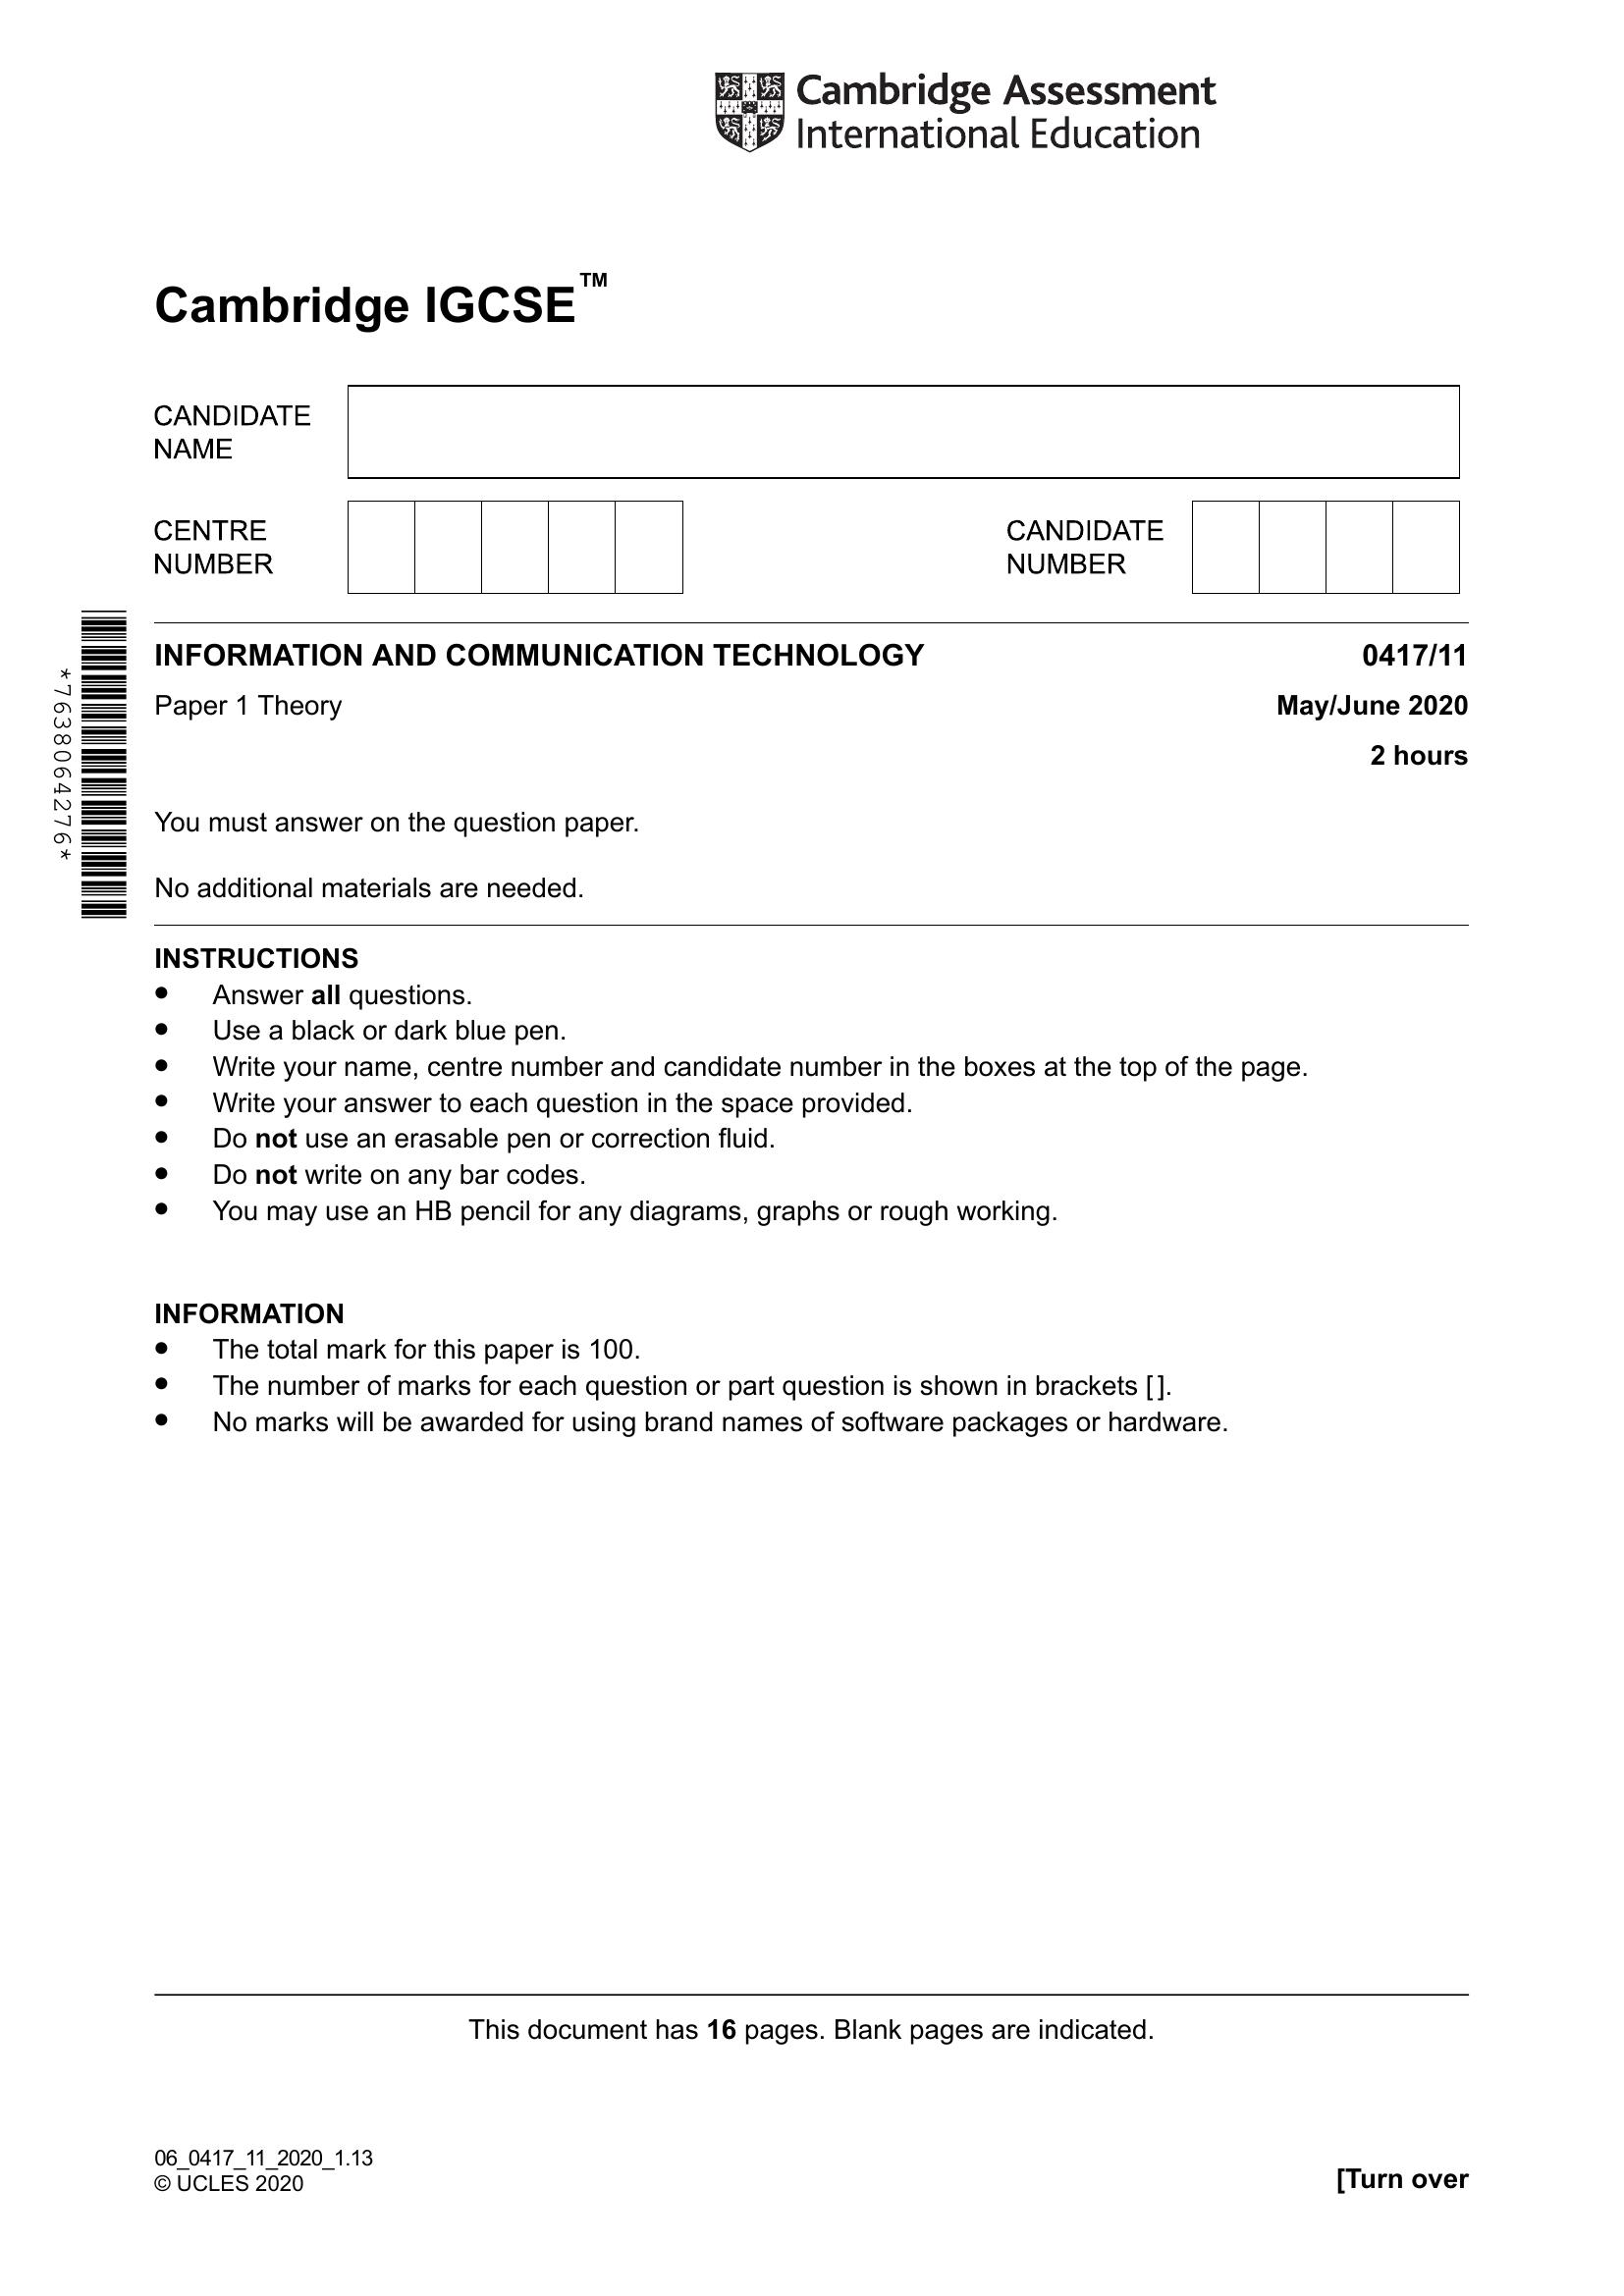 Cambridge Assessment
International Education
Cambridge IGCSE™
CANDIDATE
NAME
CENTRE
NUMBER
CANDIDATE
NUMBER
*7638064276*
INFORMATION AND COMMUNICATION TECHNOLOGY 0417/11
Paper 1 Theory May/June 2020
2 hours
You must answer on the question paper.
No additional materials are needed.
INSTRUCTIONS
● Answer all questions.
● Use a black or dark blue pen.
● Write your name, centre number and candidate number in the boxes at the top of the page.
● Write your answer to each question in the space provided.
● Do not use an erasable pen or correction fluid.
● Do not write on any bar codes.
● You may use an HB pencil for any diagrams, graphs or rough working.
INFORMATION
● The total mark for this paper is 100.
● The number of marks for each question or part question is shown in brackets [ ].
● No marks will be awarded for using brand names of software packages or hardware.
This document has 16 pages. Blank pages are indicated.
06_0417_11_2020_1.13
© UCLES 2020
[Turn over